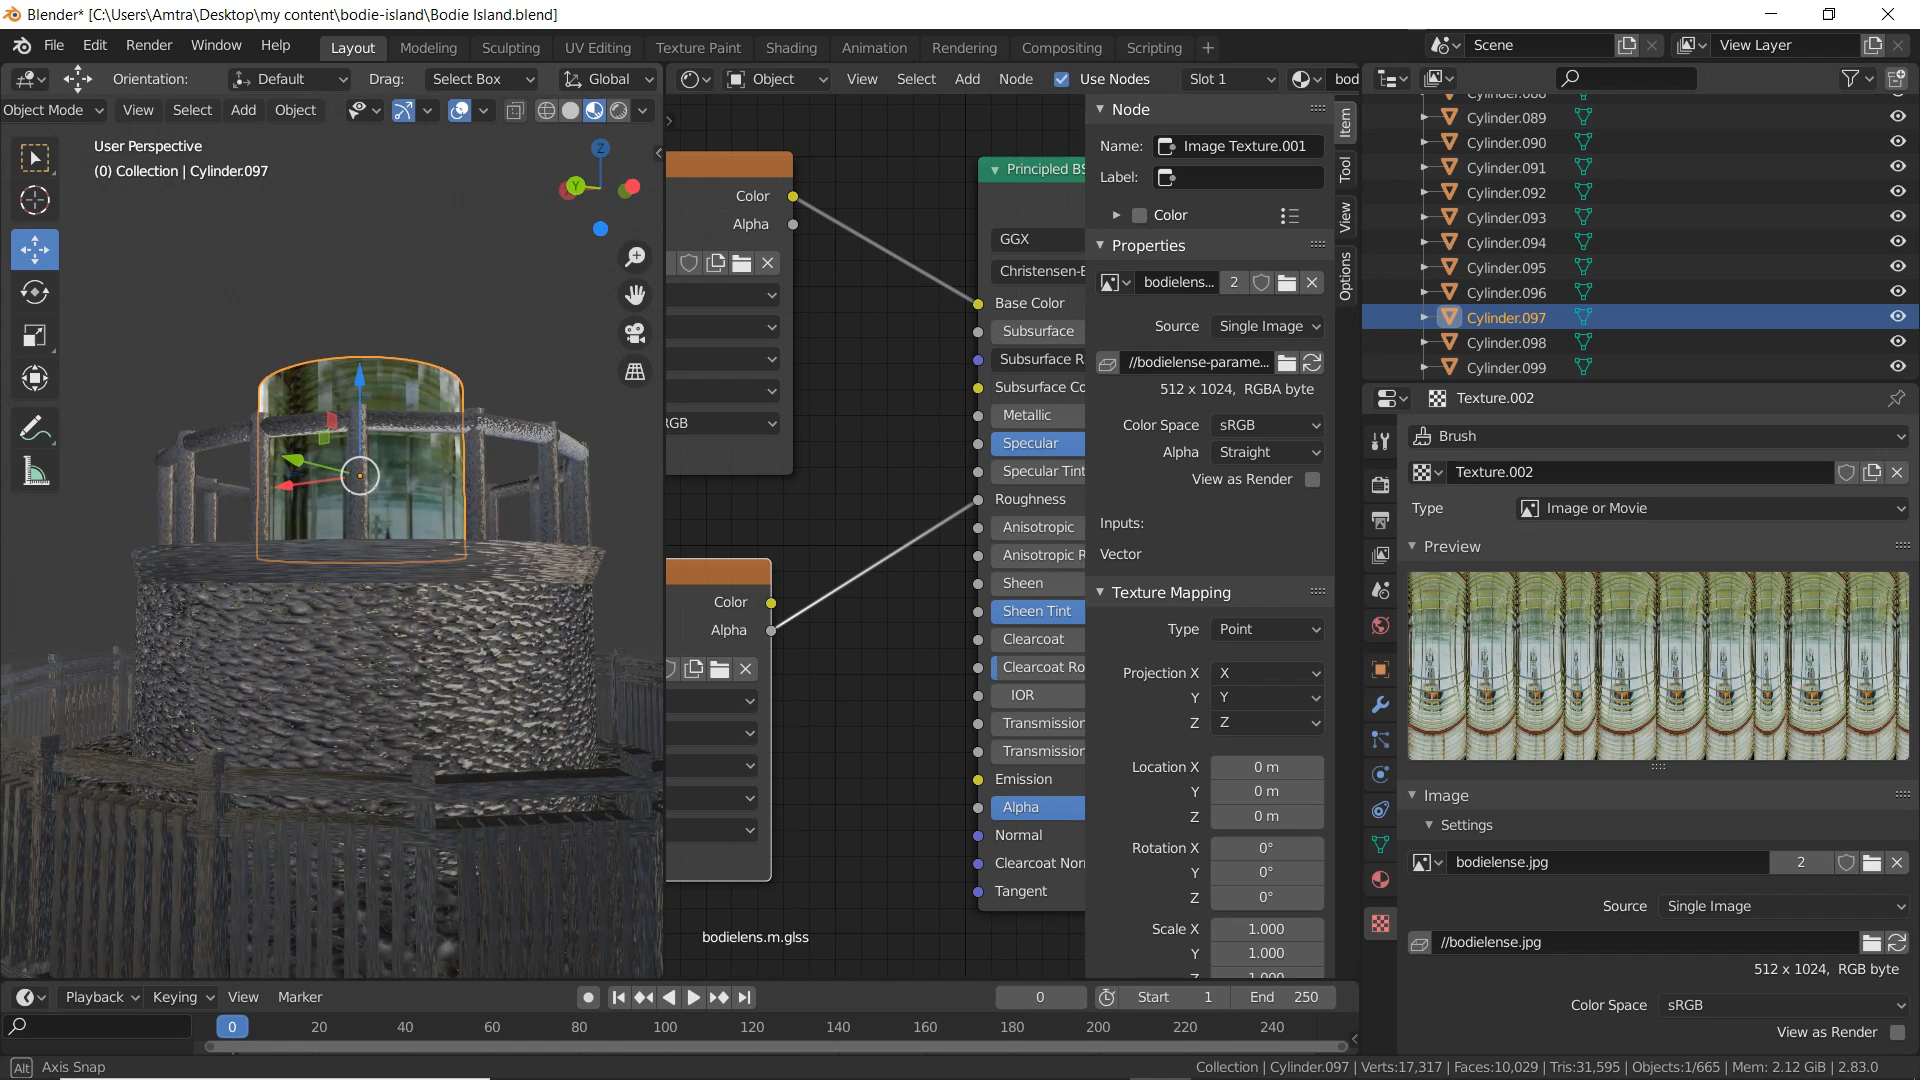 Blender* [C:\Users\Amtra\Desktop\my content\bodie-island\Bodie Island.blend]
File Edit Render Window Help Layout Modeling Sculpting UV Editing Texture Paint Shading Animation Rendering Compositing Scripting + Scene View Layer
Orientation: Default Drag: Select Box Global Object View Select Add Node Use Nodes Slot 1 bod
Object Mode View Select Add Object
User Perspective
(0) Collection | Cylinder.097
Z
Y
Color
Alpha
RGB
Color
Alpha
bodielens.m.glss
Principled BS
GGX
Christensen-B
Base Color
Subsurface
Subsurface R
Subsurface Co
Metallic
Specular
Specular Tint
Roughness
Anisotropic
Anisotropic R
Sheen
Sheen Tint
Clearcoat
Clearcoat Ro
IOR
Transmission
Transmission
Emission
Alpha
Normal
Clearcoat Nor
Tangent
Node
Name: Image Texture.001
Label:
Color
Properties
bodielens... 2
Source Single Image
//bodielense-parame...
512 x 1024, RGBA byte
Color Space sRGB
Alpha Straight
View as Render
Inputs:
Vector
Texture Mapping
Type Point
Projection X X
Y Y
Z Z
Location X 0 m
Y 0 m
Z 0 m
Rotation X 0°
Y 0°
Z 0°
Scale X 1.000
Y 1.000
Z 1.000
Item
Tool
View
Options
Cylinder.088
Cylinder.089
Cylinder.090
Cylinder.091
Cylinder.092
Cylinder.093
Cylinder.094
Cylinder.095
Cylinder.096
Cylinder.097
Cylinder.098
Cylinder.099
Texture.002
Brush
Texture.002
Type Image or Movie
Preview
Image
Settings
bodielense.jpg 2
Source Single Image
//bodielense.jpg
512 x 1024, RGB byte
Color Space sRGB
View as Render
Playback Keying View Marker 0 Start 1 End 250
0 20 40 60 80 100 120 140 160 180 200 220 240
Alt Axis Snap
Collection | Cylinder.097 | Verts:17,317 | Faces:10,029 | Tris:31,595 | Objects:1/665 | Mem: 2.12 GiB | 2.83.0